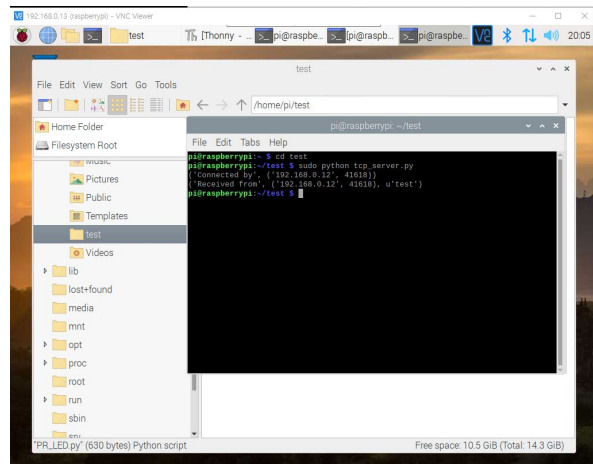 192.168.0.13 (raspberrypi) - VNC Viewer
test
[Thonny - ...
pi@raspbe...
[pi@raspb...
pi@raspbe...
20:05
test
File Edit View Sort Go Tools
/home/pi/test
Home Folder
Filesystem Root
Music
Pictures
Public
Templates
test
Videos
lib
lost+found
media
mnt
opt
proc
root
run
sbin
srv
pi@raspberrypi: ~/test
File Edit Tabs Help
pi@raspberrypi:~ $ cd test
pi@raspberrypi:~/test $ sudo python tcp_server.py
('Connected by', ('192.168.0.12', 41618))
('Received from', ('192.168.0.12', 41618), u'test')
pi@raspberrypi:~/test $
"PR_LED.py" (630 bytes) Python script
Free space: 10.5 GiB (Total: 14.3 GiB)